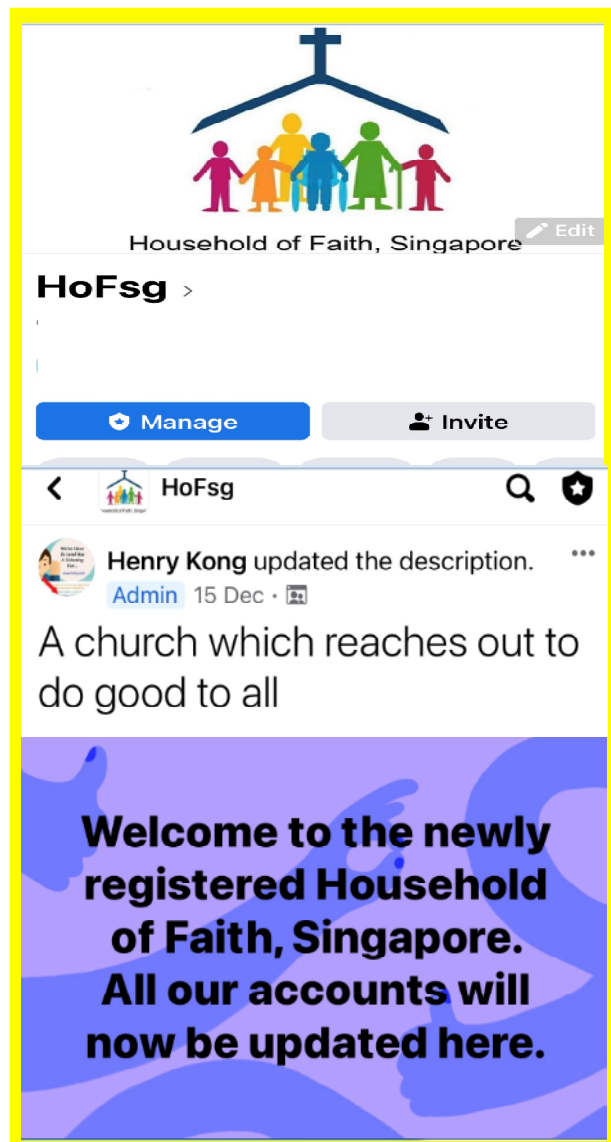 Household of Faith, Singapore
Edit
HoFsg >
Manage
Invite
HoFsg
Henry Kong updated the description.
Admin 15 Dec ·
A church which reaches out to
do good to all
Welcome to the newly
registered Household
of Faith, Singapore.
All our accounts will
now be updated here.